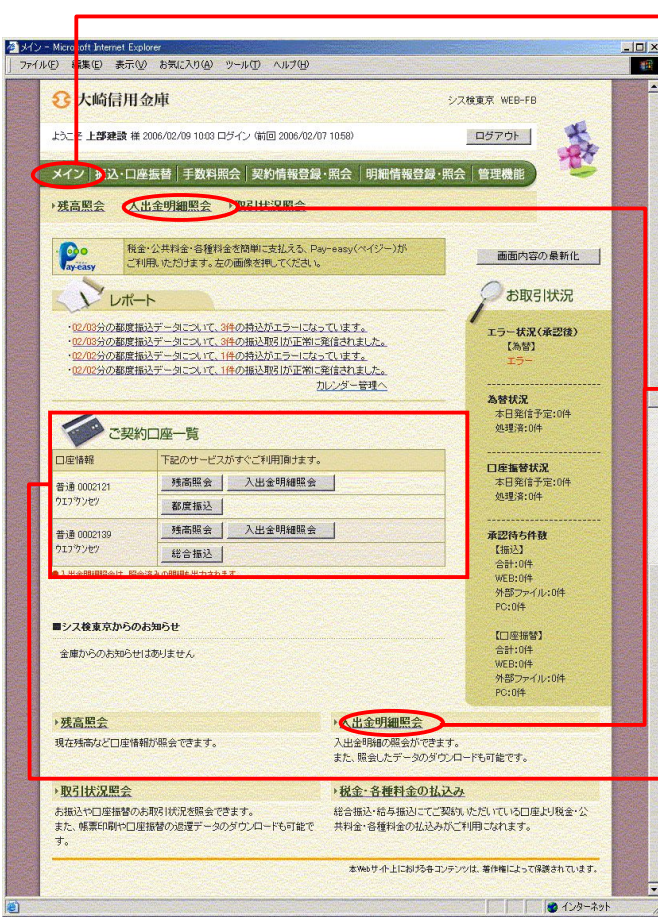 メイン - Microsoft Internet Explorer
ファイル(F) 編集(E) 表示(V) お気に入り(A) ツール(T) ヘルプ(H)
大崎信用金庫
シス検東京 WEB-FB
ようこそ 上部建設 様 2006/02/09 10:03 ログイン (前回 2006/02/07 10:58)
ログアウト
メイン 振込・口座振替 手数料照会 契約情報登録・照会 明細情報登録・照会 管理機能
残高照会 入出金明細照会 取引状況照会
Pay-easy
税金・公共料金・各種料金を簡単に支払える、Pay-easy(ペイジー)が
ご利用いただけます。左の画像を押してください。
画面内容の最新化
レポート
・02/03分の都度振込データについて、3件の持込がエラーになっています。
・02/03分の都度振込データについて、3件の振込取引が正常に発信されました。
・02/02分の都度振込データについて、1件の持込がエラーになっています。
・02/02分の都度振込データについて、1件の振込取引が正常に発信されました。
カレンダー管理へ
ご契約口座一覧
口座情報 下記のサービスがすぐご利用頂けます。
普通 0002121
ウエブケンセツ
残高照会 入出金明細照会
都度振込
普通 0002139
ウエブケンセツ
残高照会 入出金明細照会
総合振込
●入出金明細照会は、照会済みの明細も出力されます。
■シス検東京からのお知らせ
金庫からのお知らせはありません
お取引状況
エラー状況(承認後)
【為替】
エラー
為替状況
本日発信予定:0件
処理済:0件
口座振替状況
本日発信予定:0件
処理済:0件
承認待ち件数
【振込】
合計:0件
WEB:0件
外部ファイル:0件
PC:0件
【口座振替】
合計:0件
WEB:0件
外部ファイル:0件
PC:0件
残高照会
現在残高など口座情報が照会できます。
入出金明細照会
入出金明細の照会ができます。
また、照会したデータのダウンロードも可能です。
取引状況照会
お振込や口座振替のお取引状況を照会できます。
また、帳票印刷や口座振替の返還データのダウンロードも可能で
す。
税金・各種料金の払込み
総合振込・給与振込にてご契約いただいている口座より税金・公
共料金・各種料金の払込みがご利用になれます。
本Webサイト上における各コンテンツは、著作権によって保護されています。
インターネット